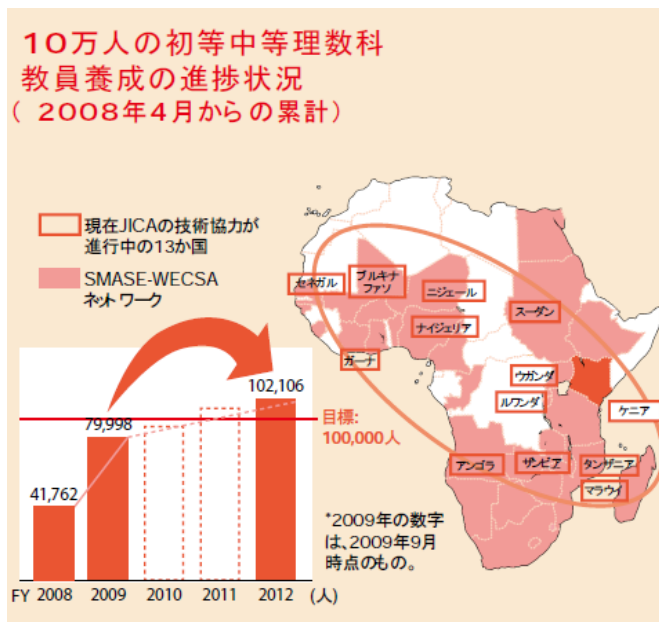 10万人の初等中等理数科
教員養成の進捗状況
( 2008年4月からの累計)
現在JICAの技術協力が
進行中の13か国
SMASE-WECSA
ネットワーク
セネガル
ブルキナ
ファソ
ニジェール
スーダン
ナイジェリア
ガーナ
ウガンダ
ルワンダ
ケニア
アンゴラ
ザンビア
タンザニア
マラウイ
102,106
79,998
目標:
100,000人
41,762
*2009年の数字
は、2009年9月
時点のもの。
FY 2008 2009 2010 2011 2012 (人)